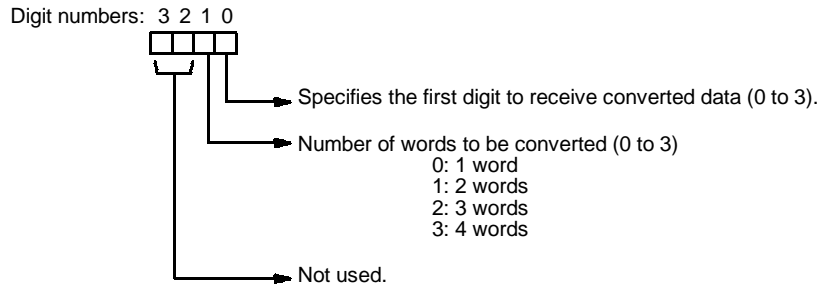 Digit numbers: 3 2 1 0
Specifies the first digit to receive converted data (0 to 3).
Number of words to be converted (0 to 3)
0: 1 word
1: 2 words
2: 3 words
3: 4 words
Not used.